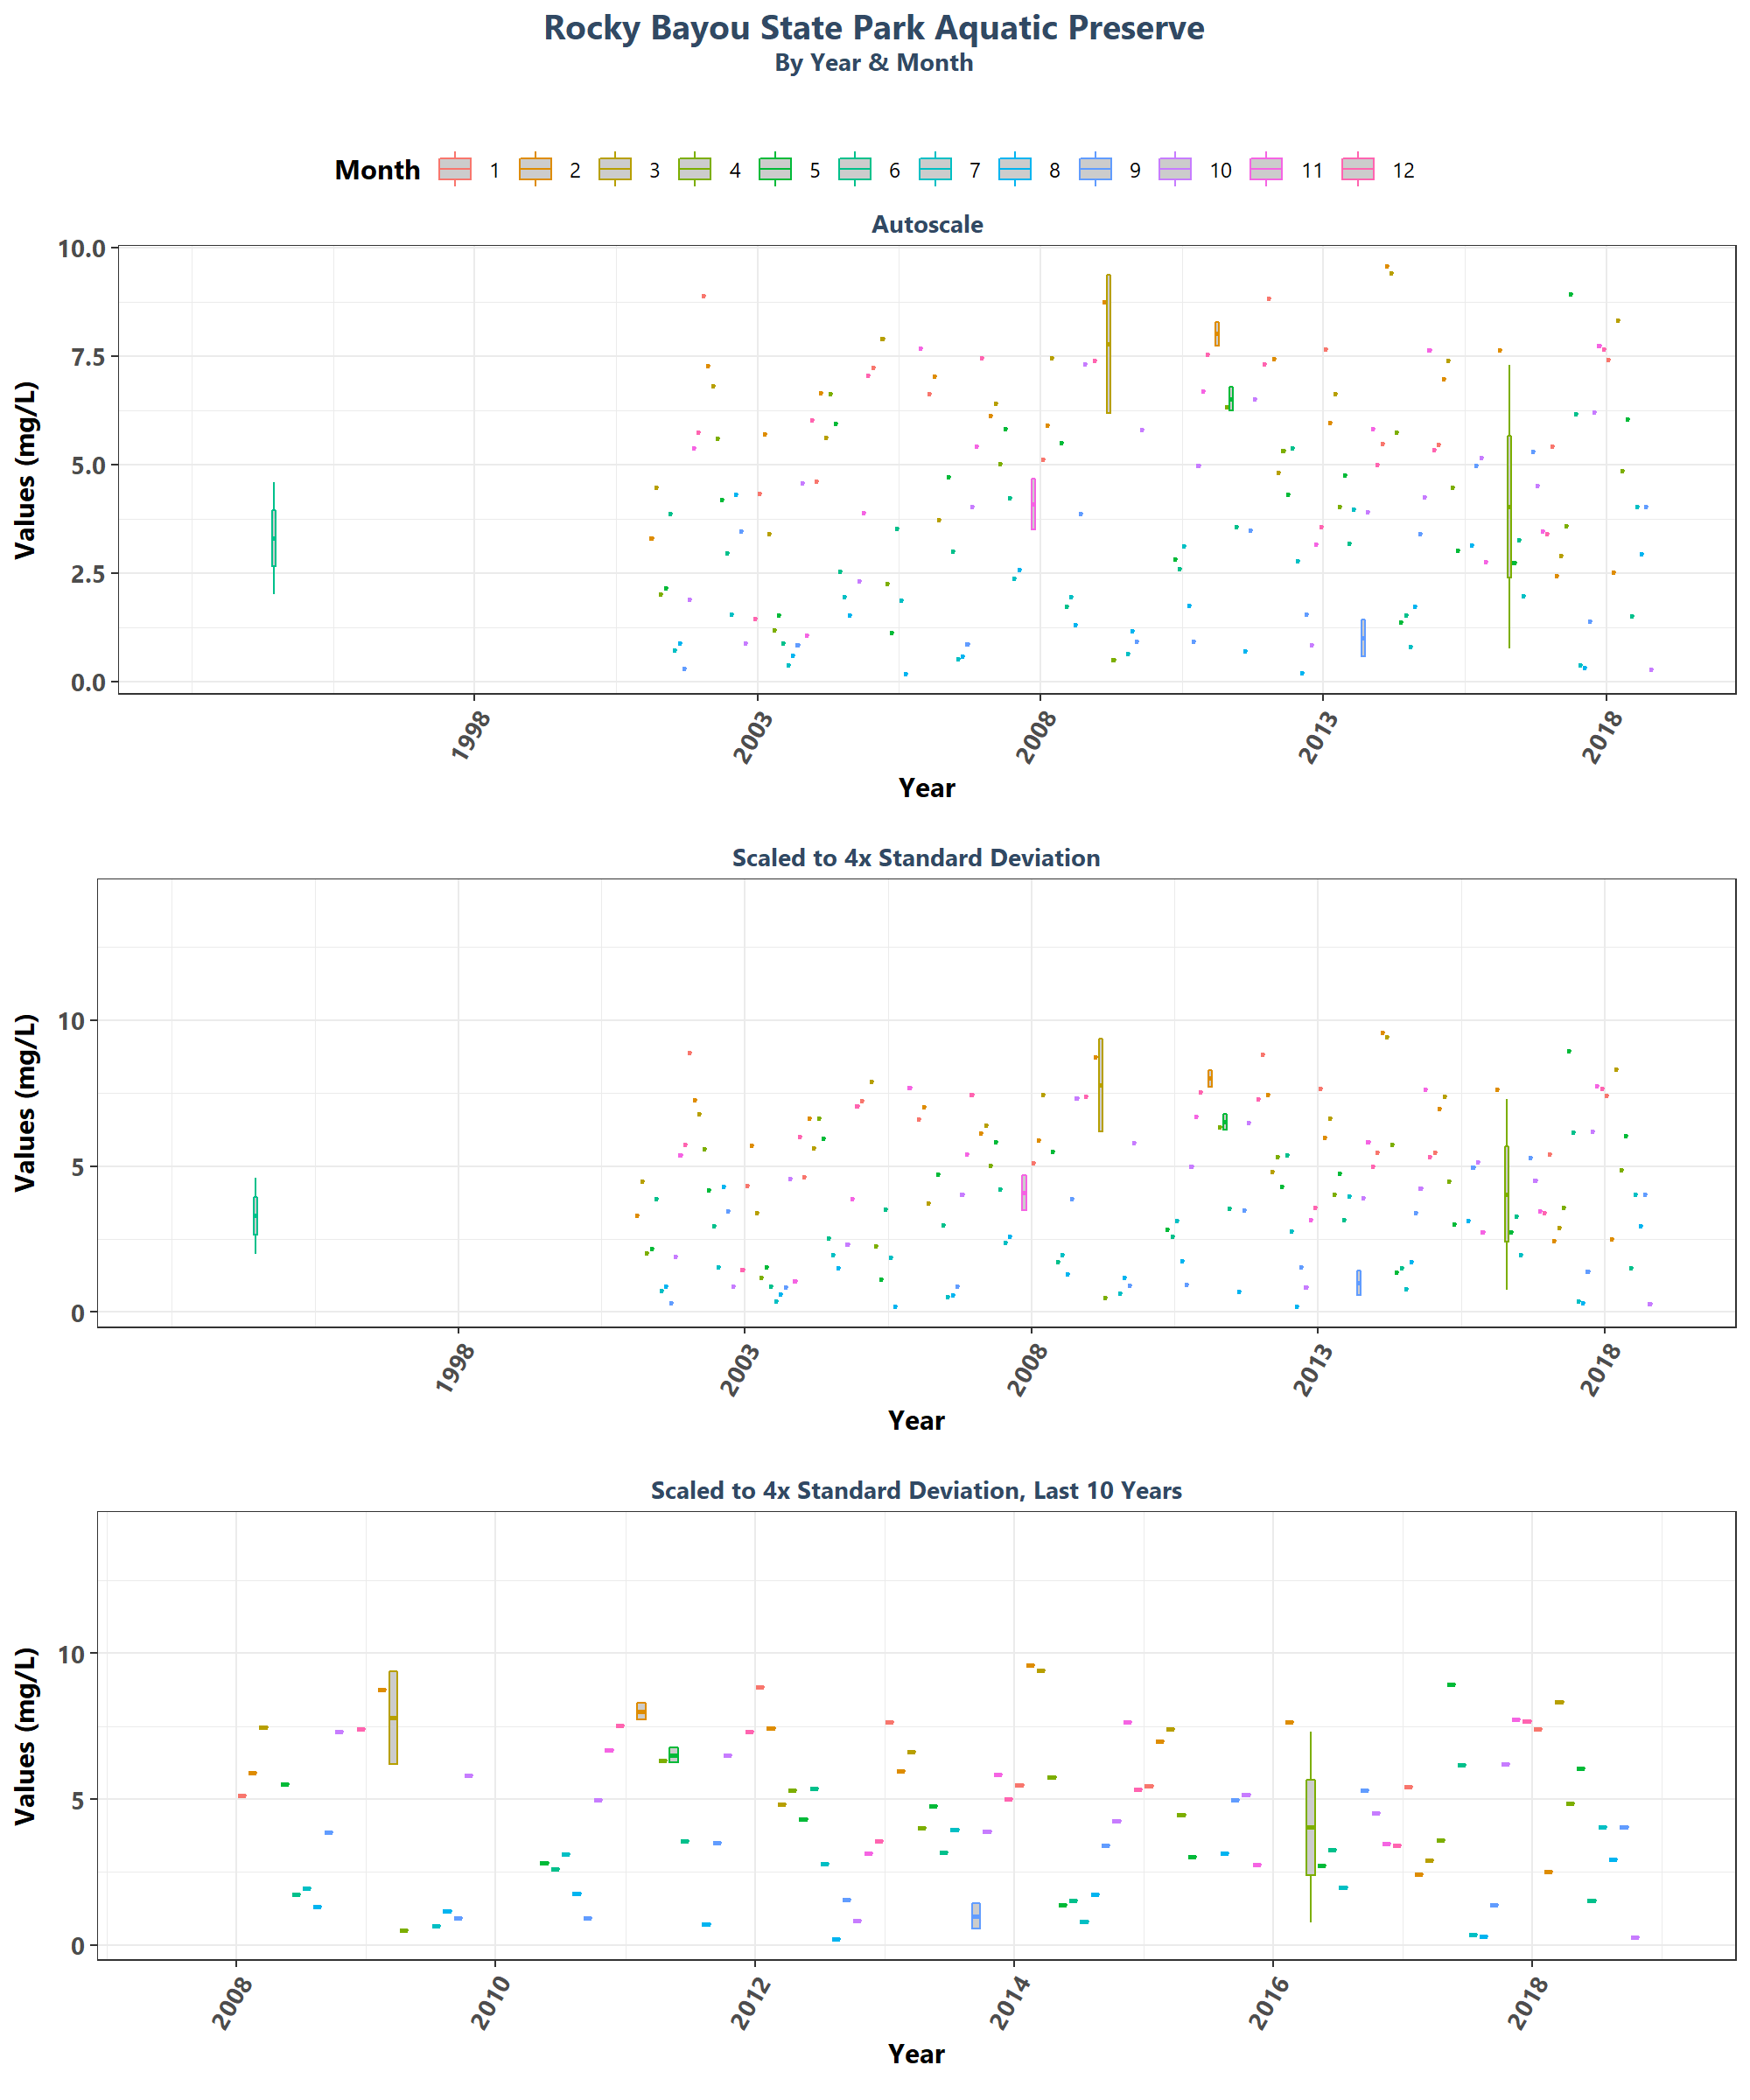 Rocky Bayou State Park Aquatic Preserve
By Year & Month
Month 1 2 3 4 5 6 7 8 9 10 11 12
Autoscale
Values (mg/L)
10.0
7.5
5.0
2.5
0.0
1998 2003 2008 2013 2018
Year
Scaled to 4x Standard Deviation
Values (mg/L)
10
5
0
1998 2003 2008 2013 2018
Year
Scaled to 4x Standard Deviation, Last 10 Years
Values (mg/L)
10
5
0
2008 2010 2012 2014 2016 2018
Year